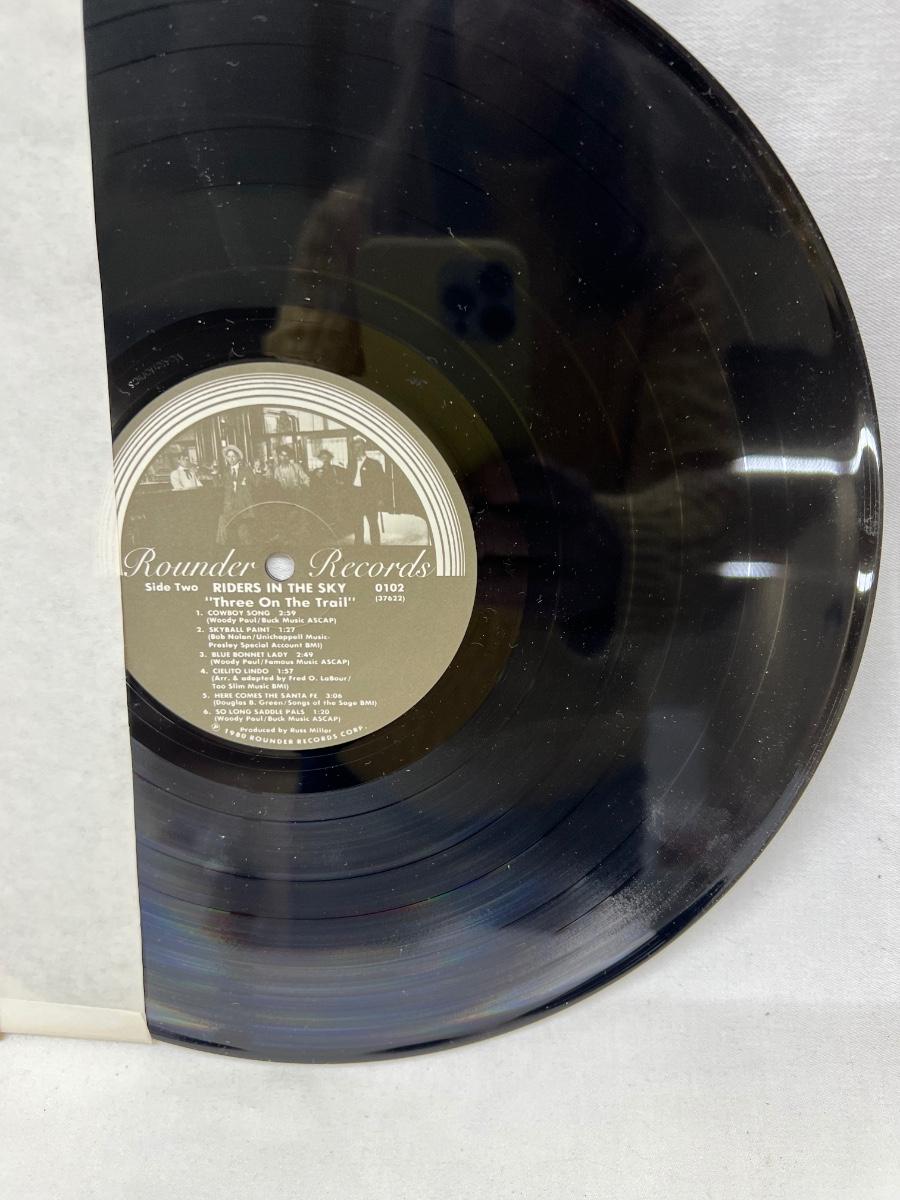 Rounder Records
Side Two RIDERS IN THE SKY 0102
"Three On The Trail" (37622)
1. COWBOY SONG 2:59
(Woody Paul/Buck Music ASCAP)
2. SKYBALL PAINT 1:27
(Bob Nolan/Unichappell Music-
Presley Special Account BMI)
3. BLUE BONNET LADY 2:49
(Woody Paul/Famous Music ASCAP)
4. CIELITO LINDO 1:57
(Arr. & adapted by Fred O. LaBour/
Too Slim Music BMI)
5. HERE COMES THE SANTA FE 3:06
(Douglas B. Green/Songs of the Sage BMI)
6. SO LONG SADDLE PALS 1:20
(Woody Paul/Buck Music ASCAP)
Produced by Russ Miller
℗ 1980 ROUNDER RECORDS CORP.